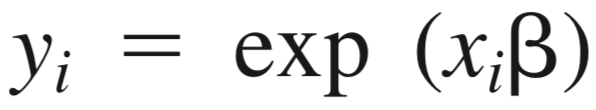 yᵢ = exp (xᵢβ)